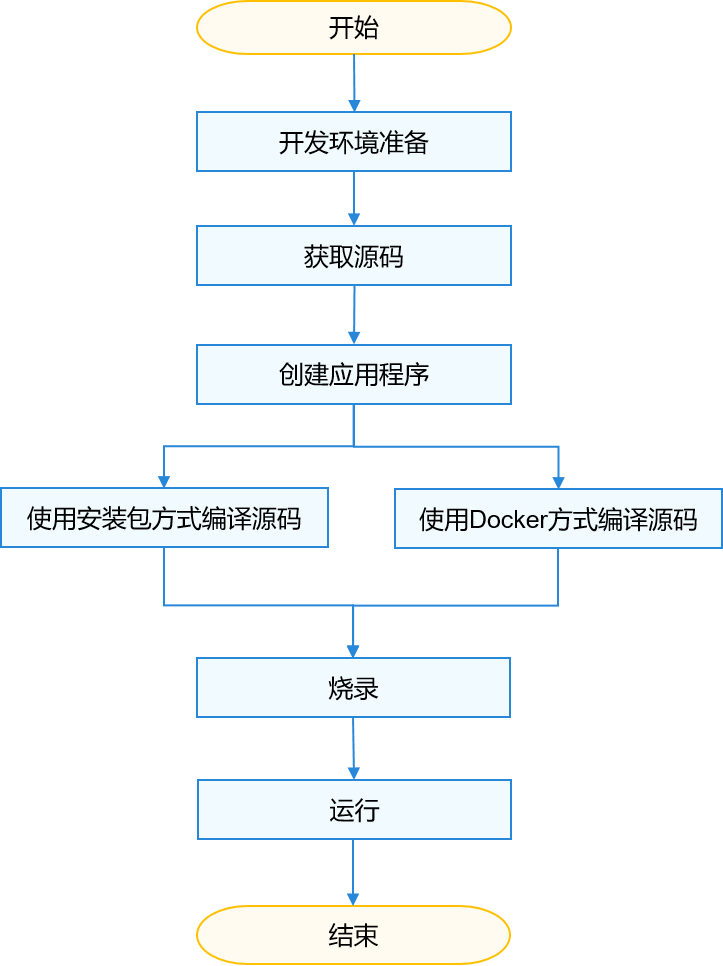 开始
开发环境准备
获取源码
创建应用程序
使用安装包方式编译源码
使用Docker方式编译源码
烧录
运行
结束